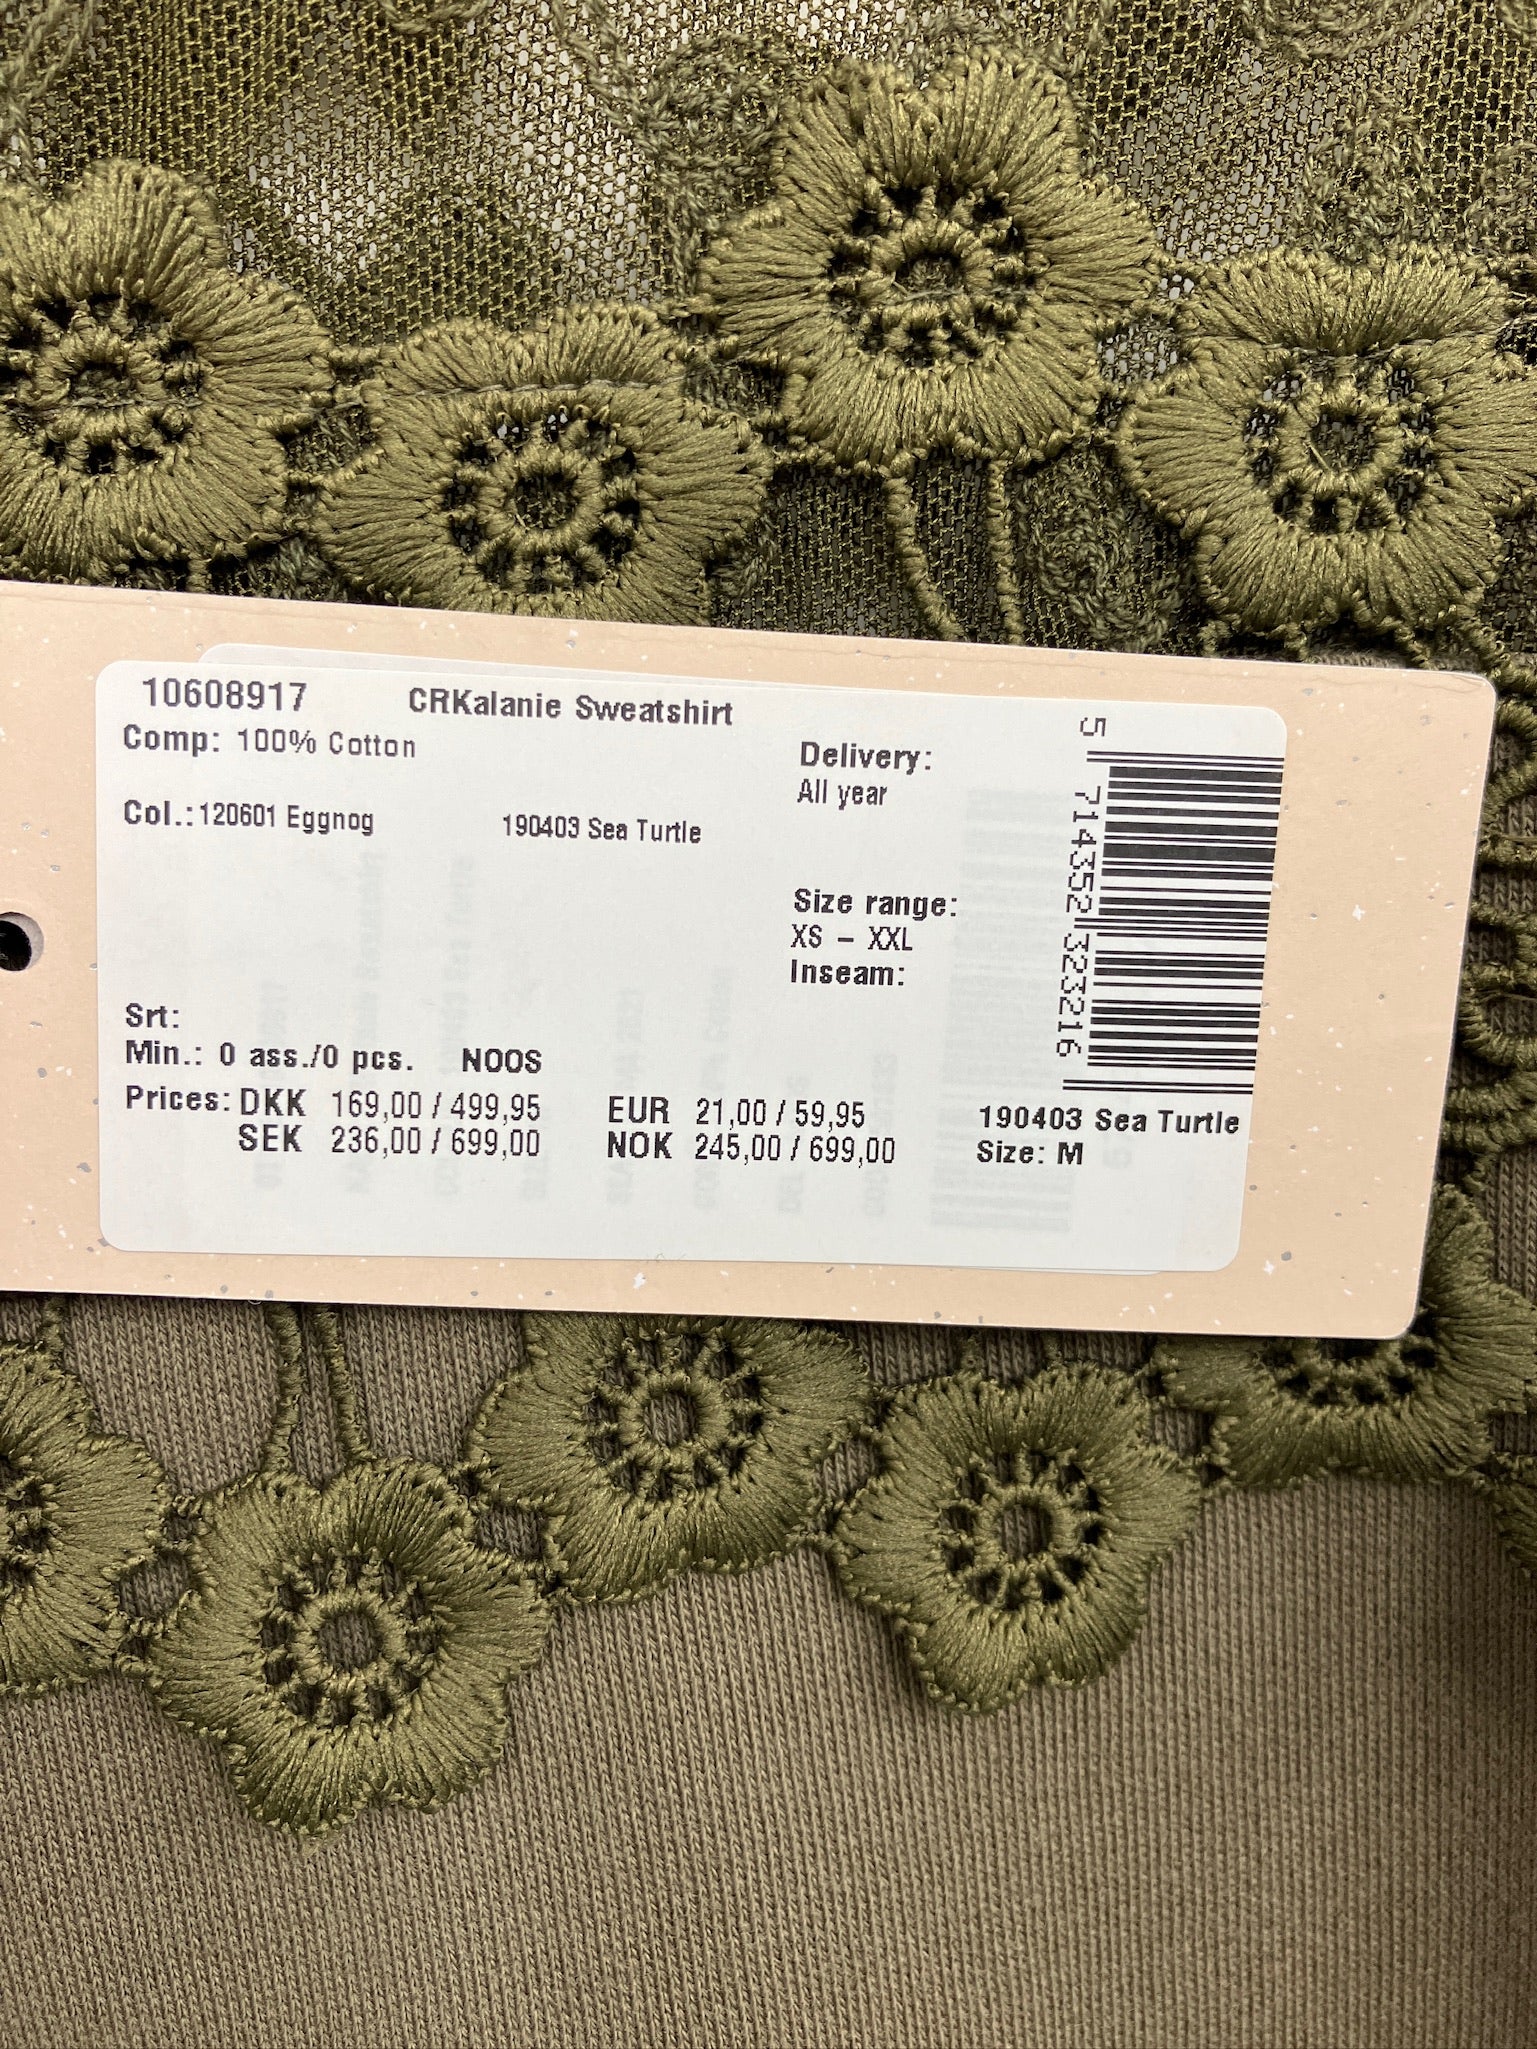 10608917 CRKalanie Sweatshirt
Comp: 100% Cotton
Delivery:
All year
Col.: 120601 Eggnog 190403 Sea Turtle
Size range:
XS - XXL
Inseam:
Srt:
Min.: 0 ass./0 pcs. NOOS
Prices: DKK 169,00 / 499,95 EUR 21,00 / 59,95
SEK 236,00 / 699,00 NOK 245,00 / 699,00
5 714352 323216
190403 Sea Turtle
Size: M